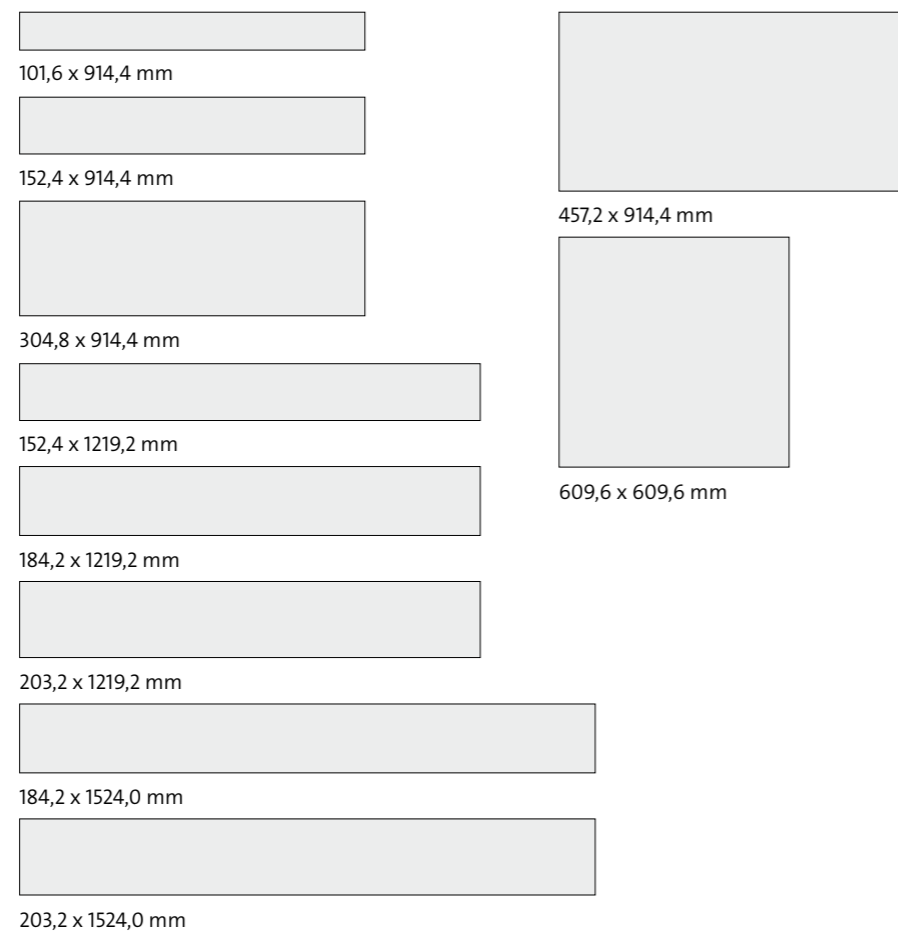 101,6 x 914,4 mm
152,4 x 914,4 mm
304,8 x 914,4 mm
152,4 x 1219,2 mm
184,2 x 1219,2 mm
203,2 x 1219,2 mm
184,2 x 1524,0 mm
203,2 x 1524,0 mm
457,2 x 914,4 mm
609,6 x 609,6 mm